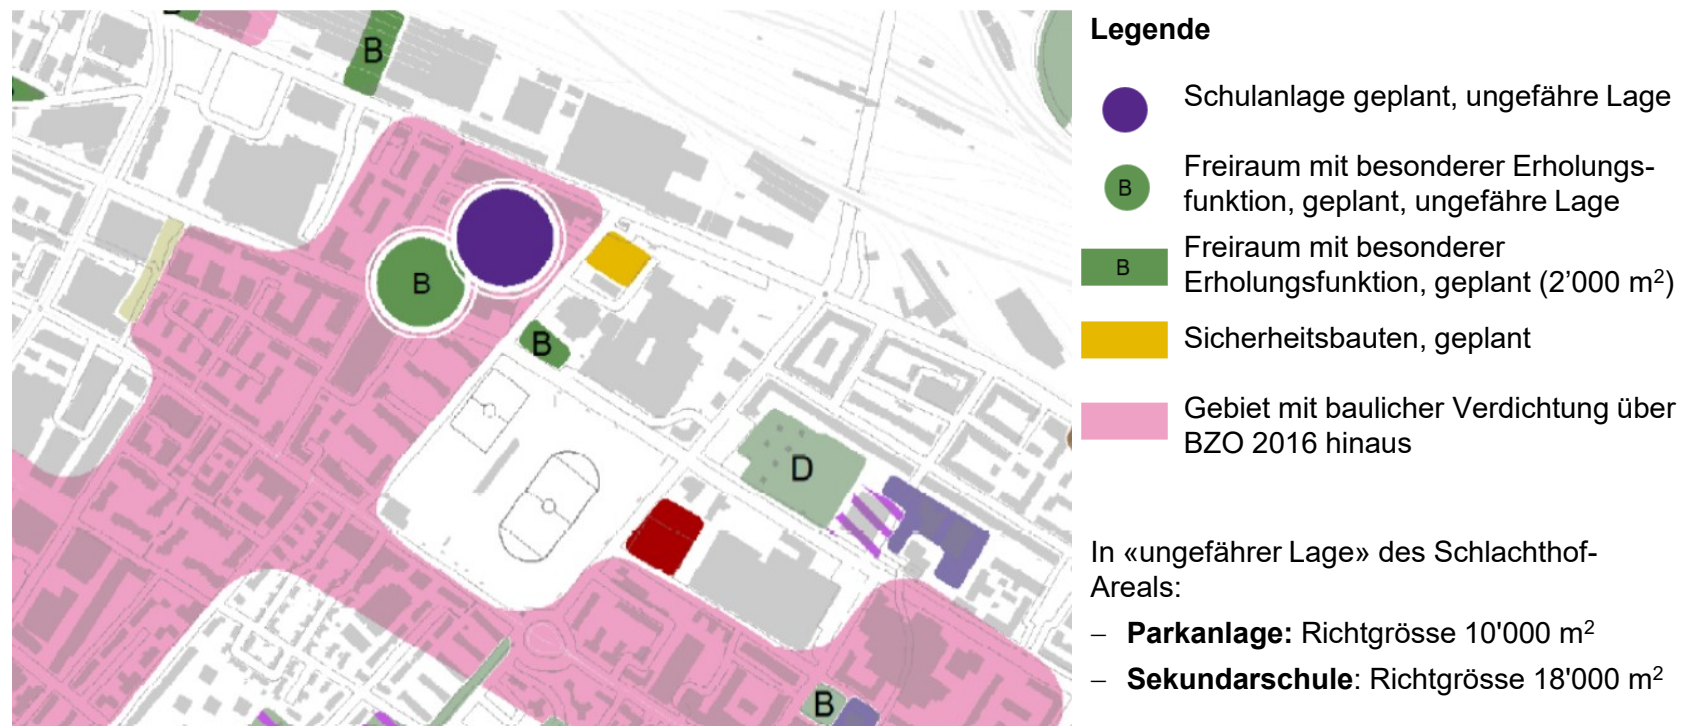 B
B
B
B
D
B
Legende
Schulanlage geplant, ungefähre Lage
B
Freiraum mit besonderer Erholungs-
funktion, geplant, ungefähre Lage
B
Freiraum mit besonderer
Erholungsfunktion, geplant (2’000 m²)
Sicherheitsbauten, geplant
Gebiet mit baulicher Verdichtung über
BZO 2016 hinaus
In «ungefährer Lage» des Schlachthof-
Areals:
– Parkanlage: Richtgrösse 10'000 m²
– Sekundarschule: Richtgrösse 18'000 m²